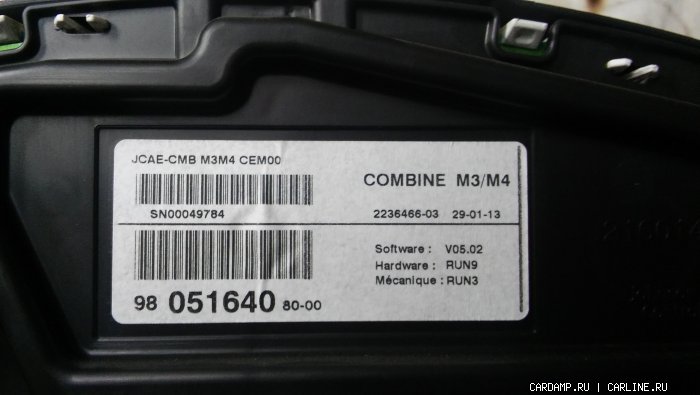 JCAE-CMB M3M4 CEM00
SN00049784
98 051640 80-00
COMBINE M3/M4
2236466-03 29-01-13
Software : V05.02
Hardware : RUN9
Mécanique : RUN3
CARDAMP.RU | CARLINE.RU